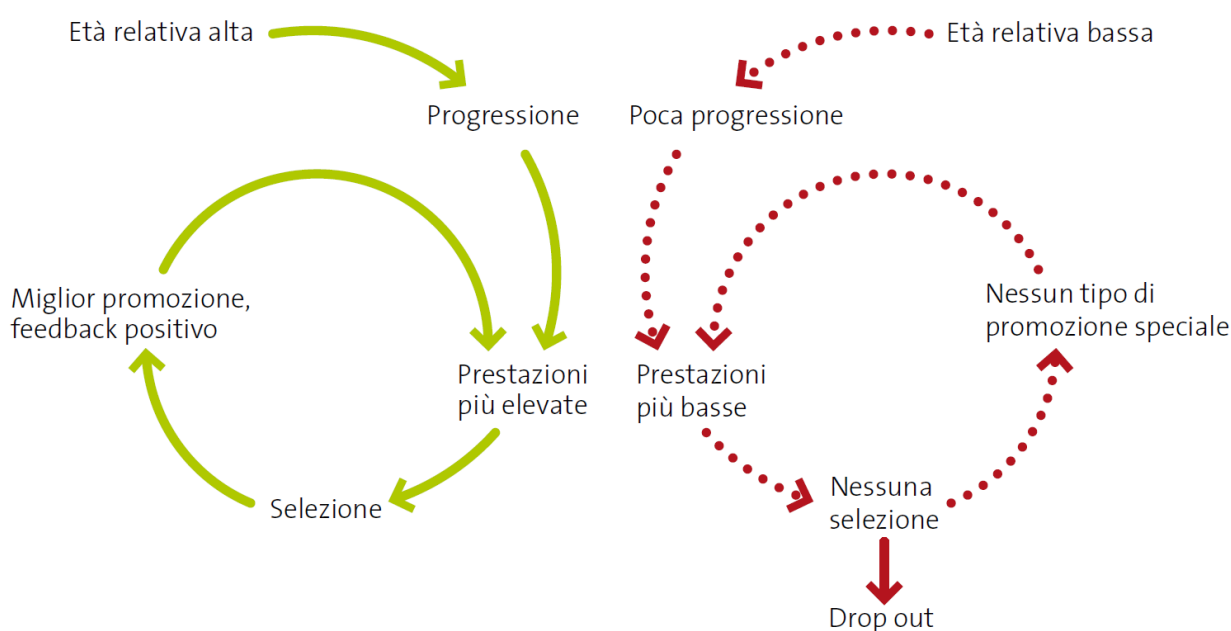 Età relativa alta
Età relativa bassa
Progressione
Poca progressione
Miglior promozione,
feedback positivo
Nessun tipo di
promozione speciale
Prestazioni
più elevate
Prestazioni
più basse
Selezione
Nessuna
selezione
Drop out